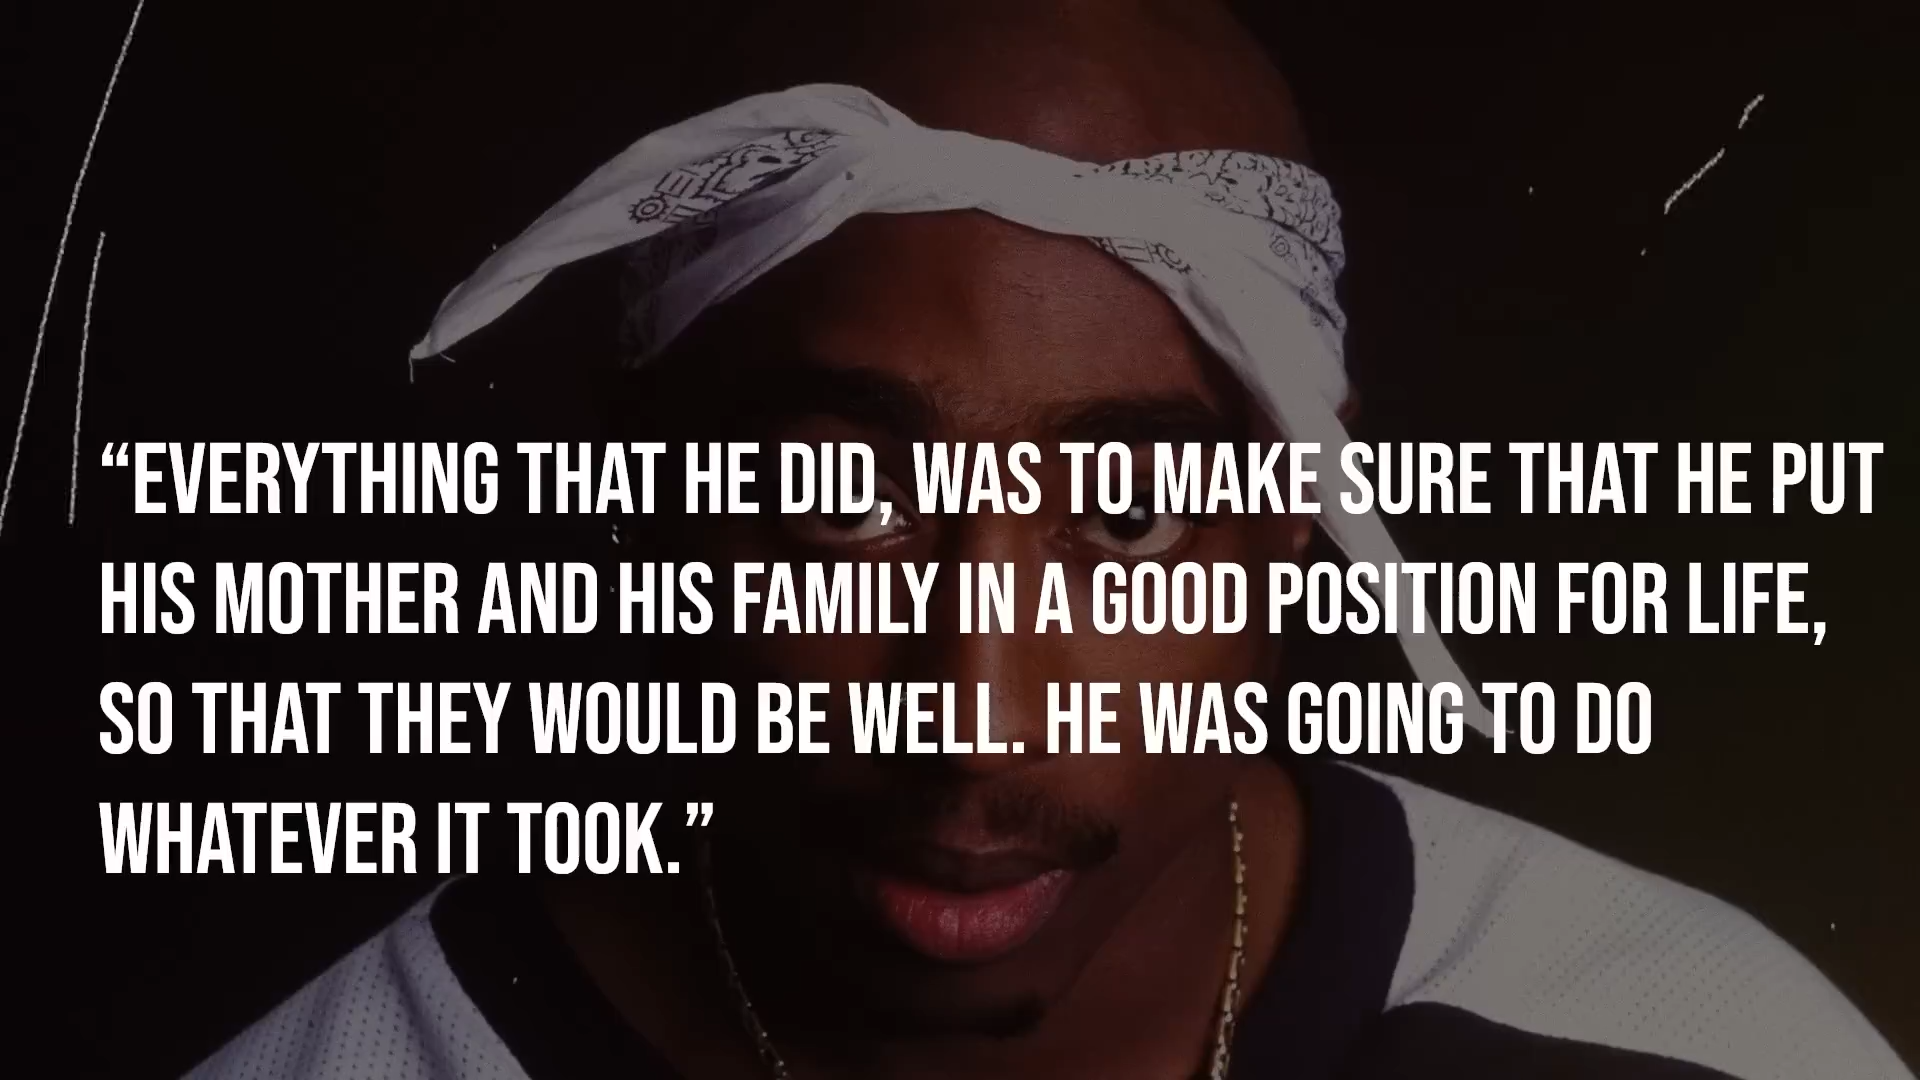 “EVERYTHING THAT HE DID, WAS TO MAKE SURE THAT HE PUT
HIS MOTHER AND HIS FAMILY IN A GOOD POSITION FOR LIFE,
SO THAT THEY WOULD BE WELL. HE WAS GOING TO DO
WHATEVER IT TOOK.”